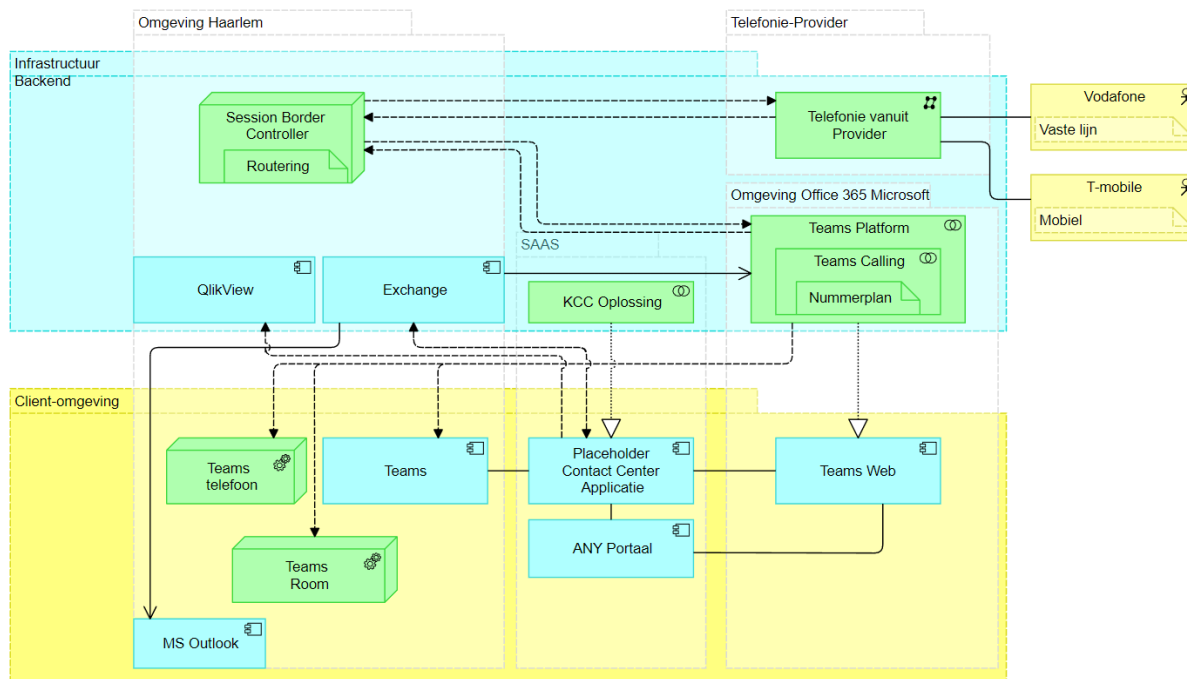 Omgeving Haarlem
Telefonie-Provider
Infrastructuur
Backend
Session Border
Controller
Routering
Telefonie vanuit
Provider
Vodafone
Vaste lijn
T-mobile
Mobiel
Omgeving Office 365 Microsoft
Teams Platform
Teams Calling
Nummerplan
SAAS
QlikView
Exchange
KCC Oplossing
Client-omgeving
Teams
telefoon
Teams
Placeholder
Contact Center
Applicatie
Teams Web
ANY Portaal
Teams
Room
MS Outlook